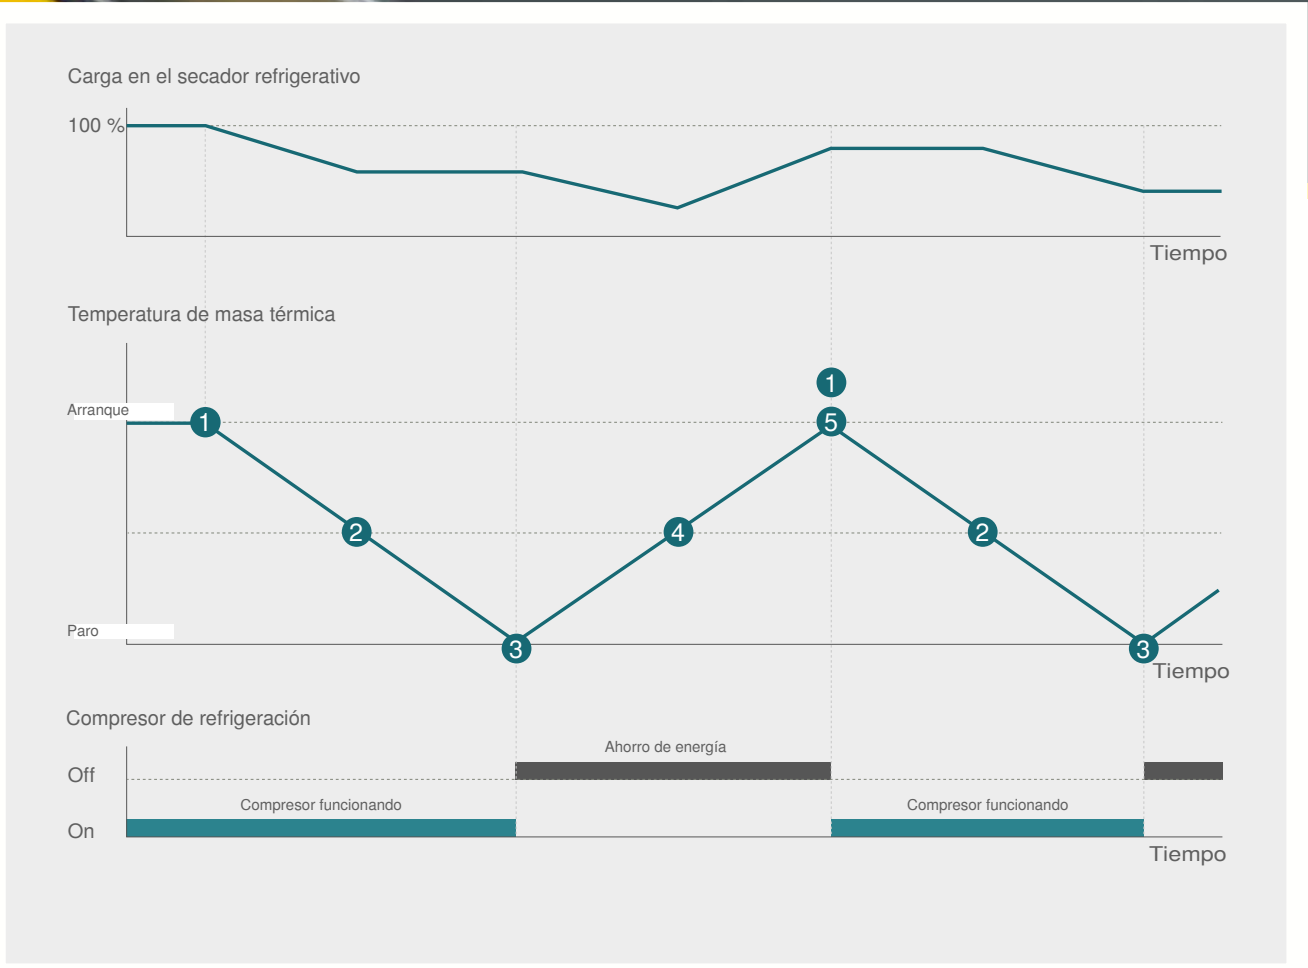 Carga en el secador refrigerativo
100 %
Tiempo
Temperatura de masa térmica
1
Arranque
1
5
2
4
2
Paro
3
3
Tiempo
Compresor de refrigeración
Ahorro de energía
Off
Compresor funcionando
Compresor funcionando
On
Tiempo